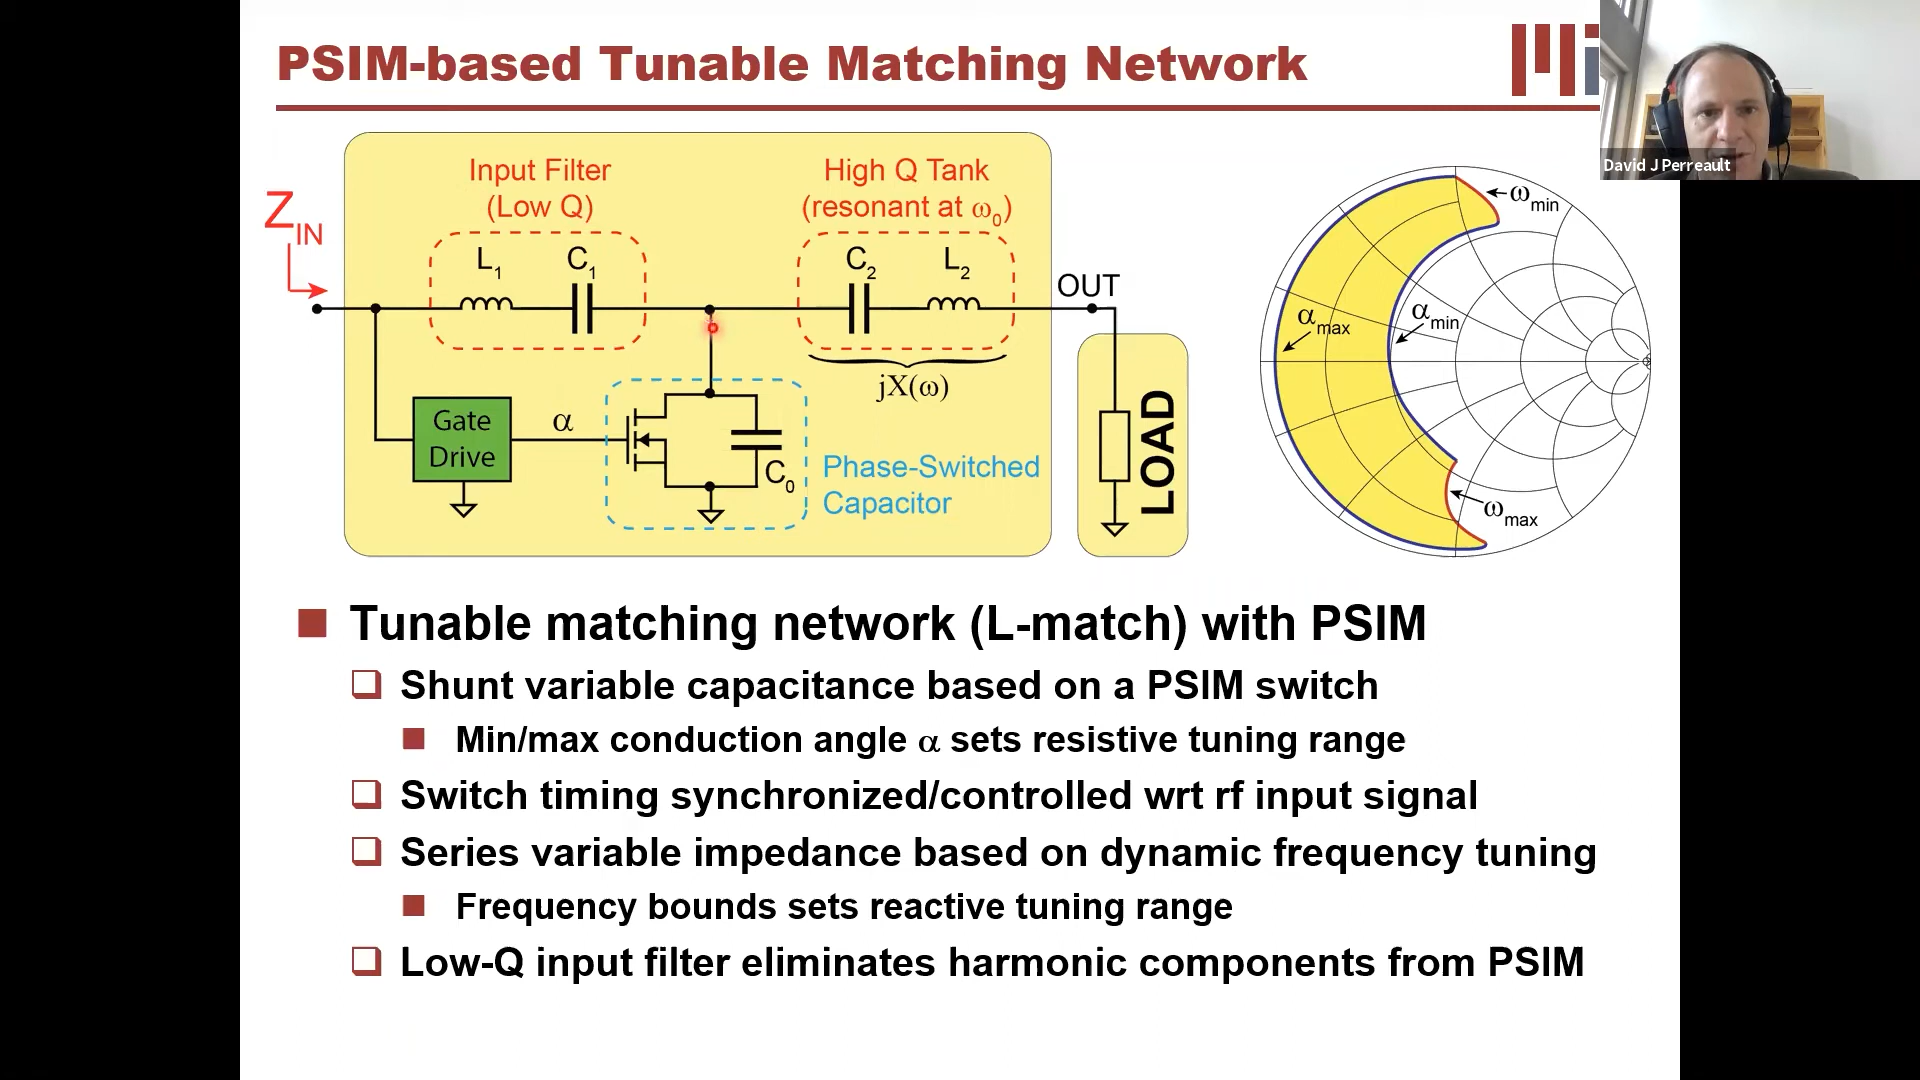 PSIM-based Tunable Matching Network
David J Perreault
Input Filter
(Low Q)
High Q Tank
(resonant at ω0)
ZIN
L1
C1
C2
L2
OUT
jX(ω)
Gate
Drive
α
C0
Phase-Switched
Capacitor
LOAD
ωmin
αmax
αmin
ωmax
Tunable matching network (L-match) with PSIM
Shunt variable capacitance based on a PSIM switch
Min/max conduction angle α sets resistive tuning range
Switch timing synchronized/controlled wrt rf input signal
Series variable impedance based on dynamic frequency tuning
Frequency bounds sets reactive tuning range
Low-Q input filter eliminates harmonic components from PSIM